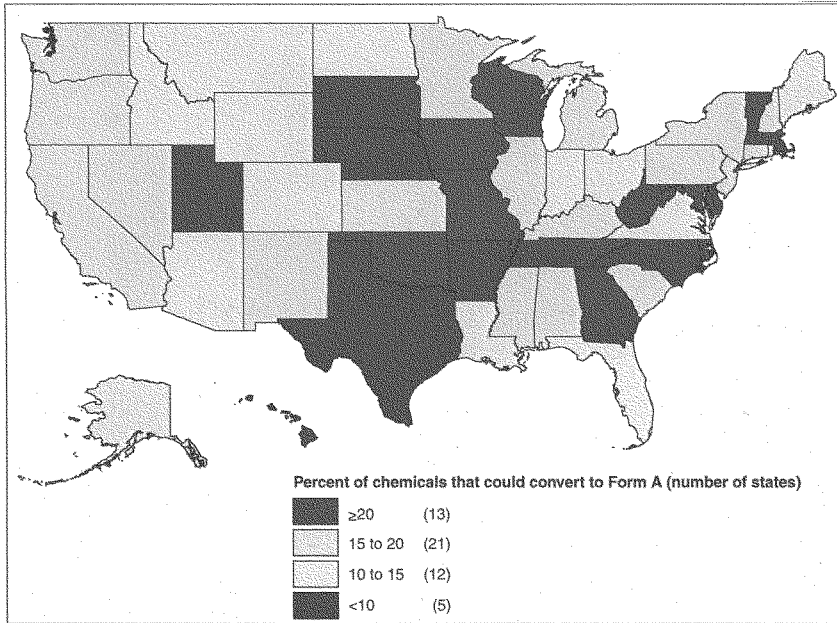 Percent of chemicals that could convert to Form A (number of states)
≥20 (13)
15 to 20 (21)
10 to 15 (12)
<10 (5)